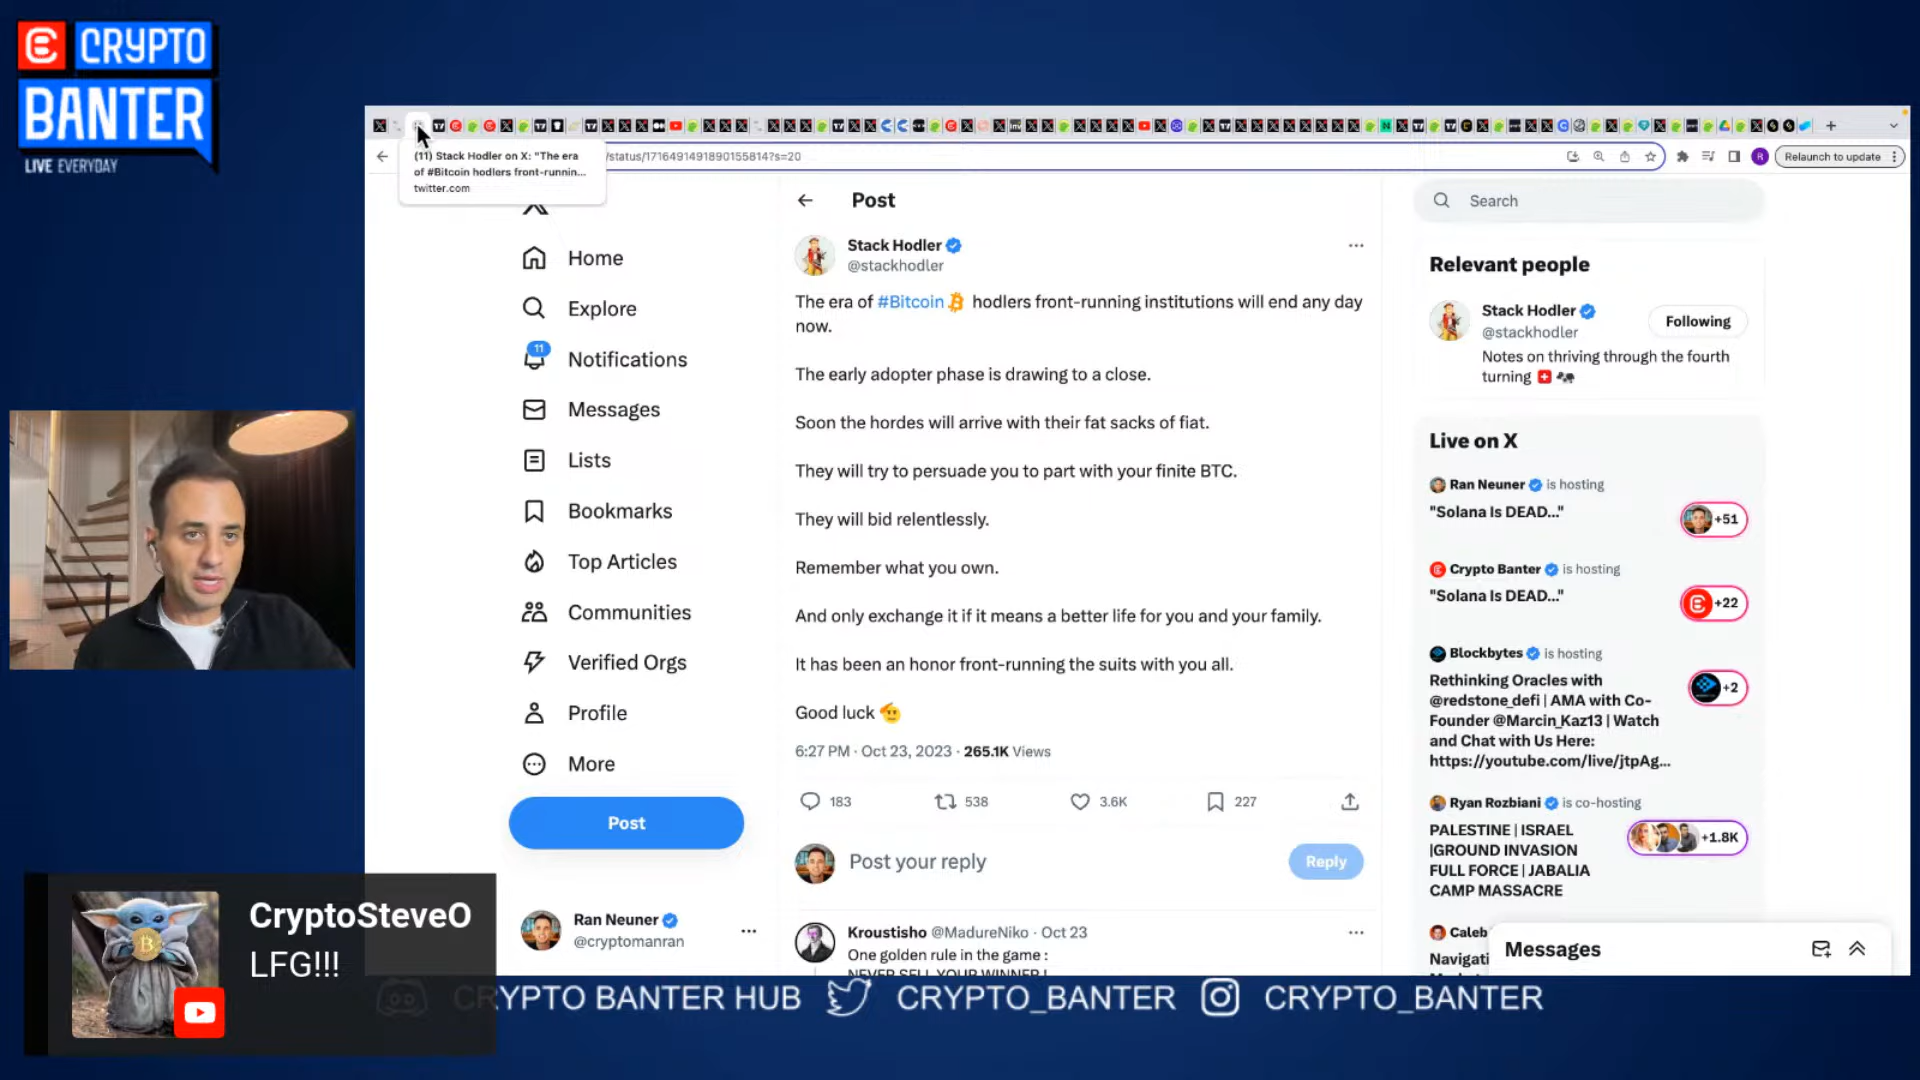 CRYPTO
BANTER
LIVE EVERYDAY
(11) Stack Hodler on X: "The era
of #Bitcoin hodlers front-runnin...
twitter.com
/status/1716491491890155814?s=20
Relaunch to update
Home
Explore
11
Notifications
Messages
Lists
Bookmarks
Top Articles
Communities
Verified Orgs
Profile
More
Post
Ran Neuner
@cryptomanran
Post
Stack Hodler
@stackhodler
The era of #Bitcoin hodlers front-running institutions will end any day
now.
The early adopter phase is drawing to a close.
Soon the hordes will arrive with their fat sacks of fiat.
They will try to persuade you to part with your finite BTC.
They will bid relentlessly.
Remember what you own.
And only exchange it if it means a better life for you and your family.
It has been an honor front-running the suits with you all.
Good luck
6:27 PM · Oct 23, 2023 · 265.1K Views
183 538 3.6K 227
Post your reply
Reply
Kroustisho @MadureNiko · Oct 23
One golden rule in the game :
NEVER SELL YOUR WINNER !
Search
Relevant people
Stack Hodler
@stackhodler
Following
Notes on thriving through the fourth
turning
Live on X
Ran Neuner is hosting
"Solana Is DEAD..."
+51
Crypto Banter is hosting
"Solana Is DEAD..."
+22
Blockbytes is hosting
Rethinking Oracles with
@redstone_defi | AMA with Co-
Founder @Marcin_Kaz13 | Watch
and Chat with Us Here:
https://youtube.com/live/jtpAg...
+2
Ryan Rozbiani is co-hosting
PALESTINE | ISRAEL
|GROUND INVASION
FULL FORCE | JABALIA
CAMP MASSACRE
+1.8K
Caleb
Navigati
Messages
CryptoSteveO
LFG!!!
CRYPTO BANTER HUB CRYPTO_BANTER CRYPTO_BANTER